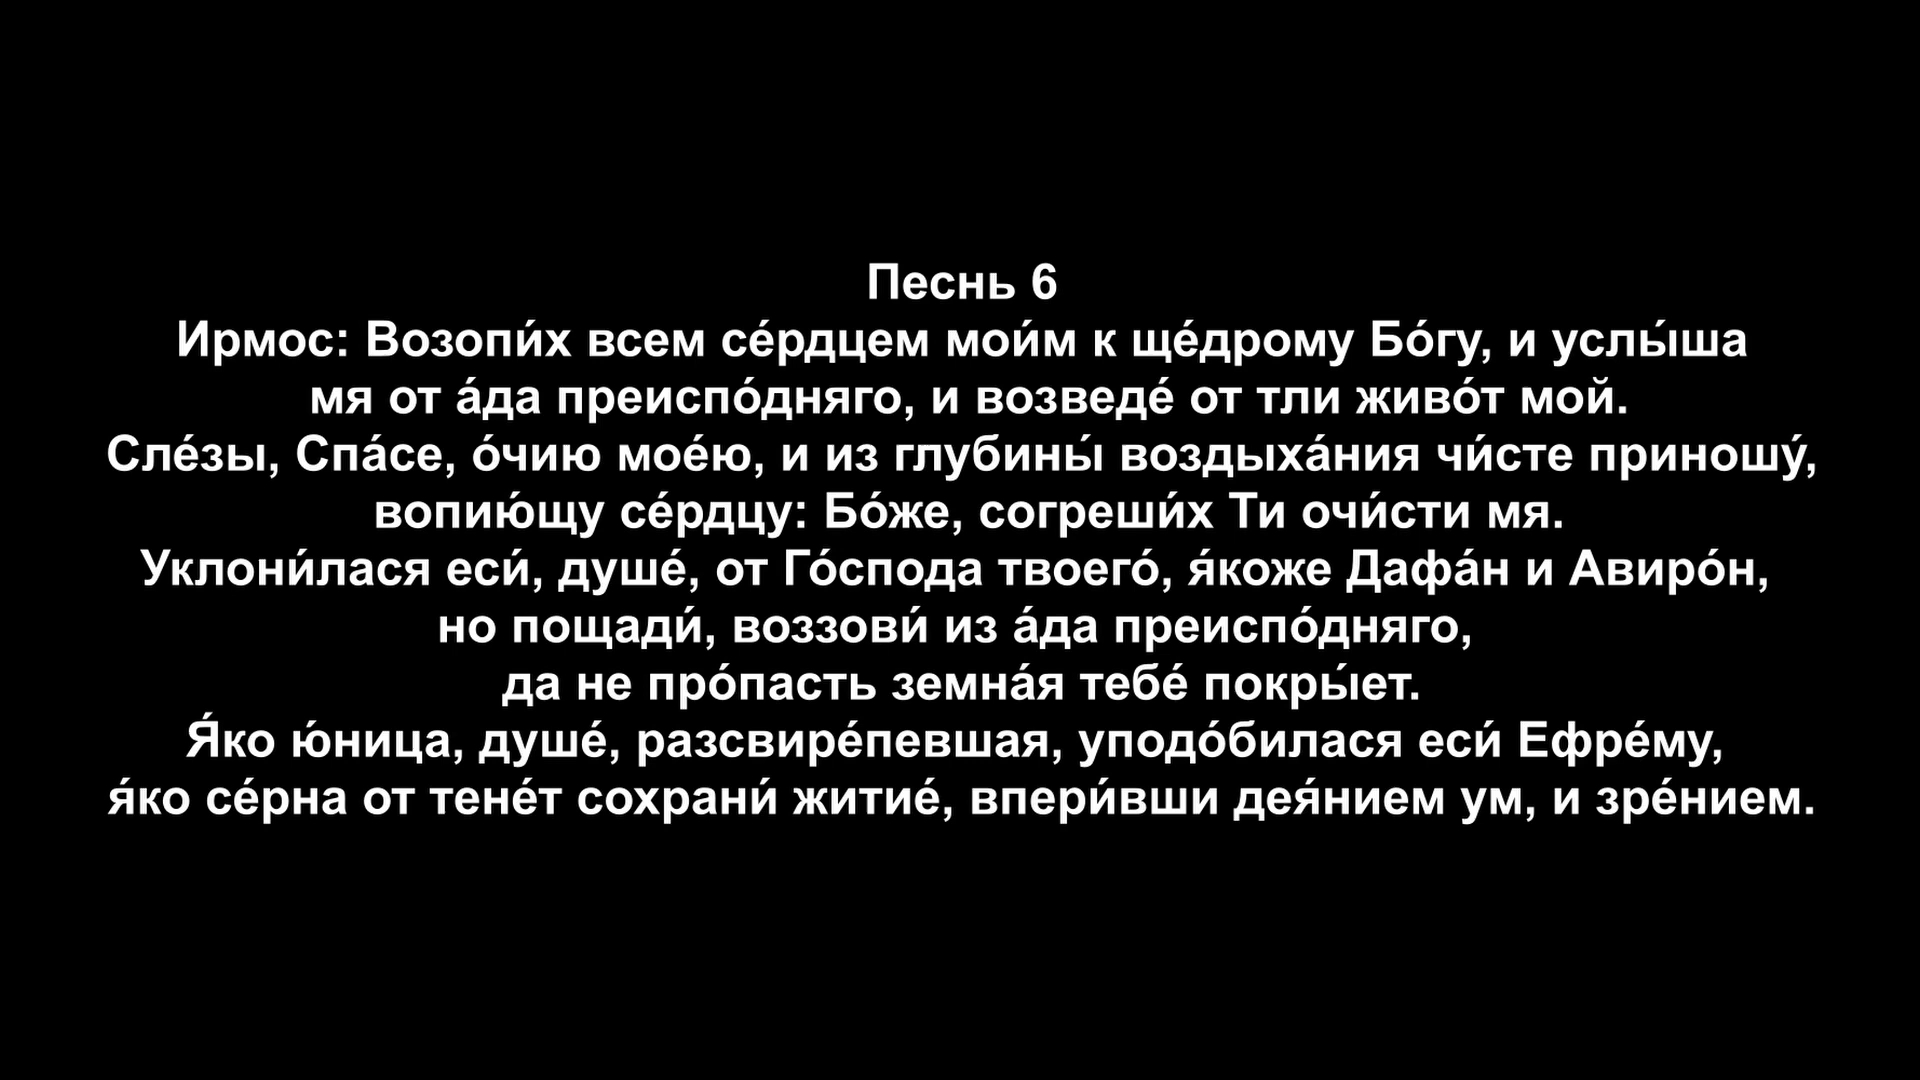 Песнь 6
Ирмос: Возопи́х всем се́рдцем мои́м к ще́дрому Бо́гу, и услы́ша
мя от а́да преиспо́дняго, и возведе́ от тли живо́т мой.
Сле́зы, Спа́се, о́чию мое́ю, и из глубины́ воздыха́ния чи́сте приношу́,
вопию́щу се́рдцу: Бо́же, согреши́х Ти очи́сти мя.
Уклони́лася еси́, душе́, от Го́спода твоего́, я́коже Дафа́н и Авиро́н,
но пощади́, воззови́ из а́да преиспо́дняго,
да не про́пасть земна́я тебе́ покры́ет.
Я́ко ю́ница, душе́, разсвире́певшая, уподо́билася еси́ Ефре́му,
я́ко се́рна от тене́т сохрани́ житие́, впери́вши дея́нием ум, и зре́нием.